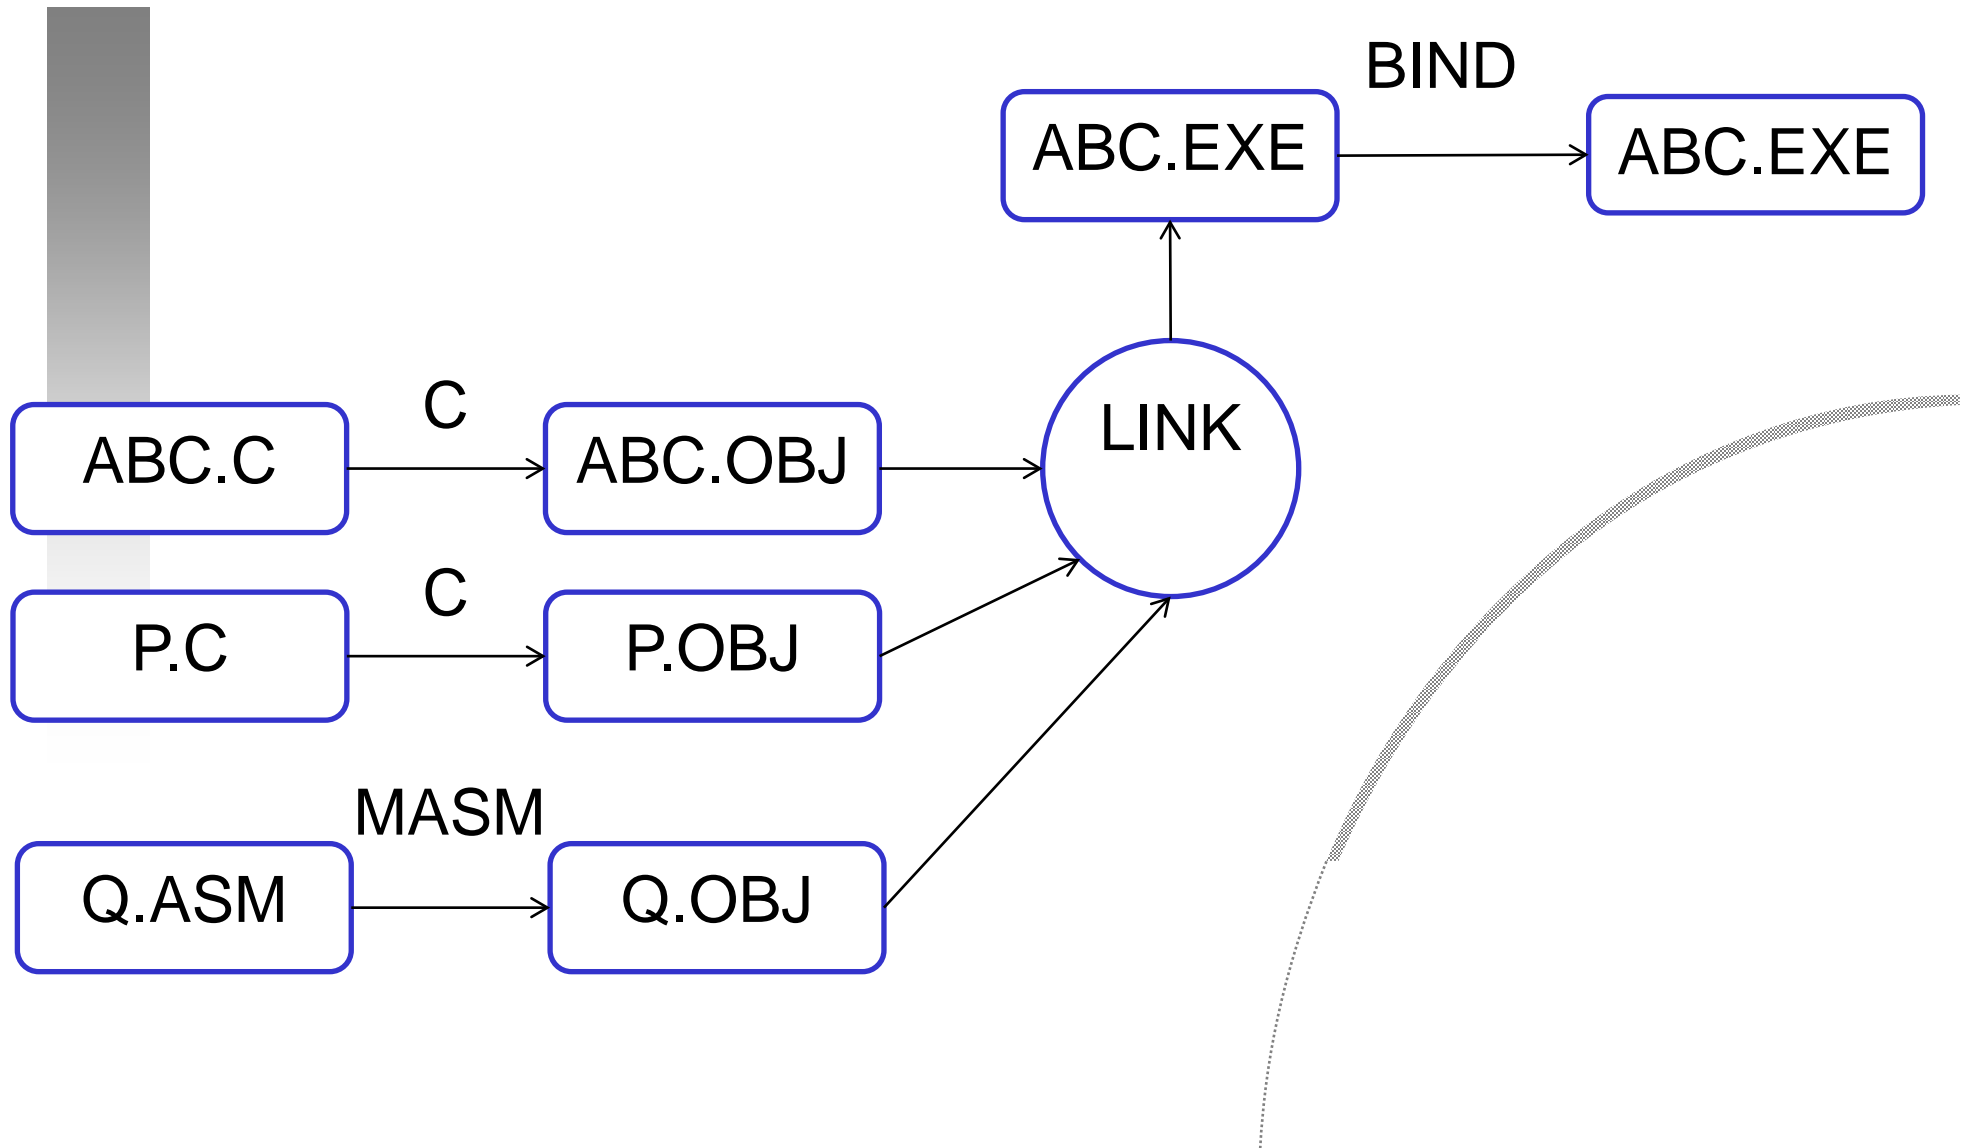 BIND
ABC.EXE
ABC.EXE
C
ABC.C
ABC.OBJ
LINK
C
P.C
P.OBJ
MASM
Q.ASM
Q.OBJ